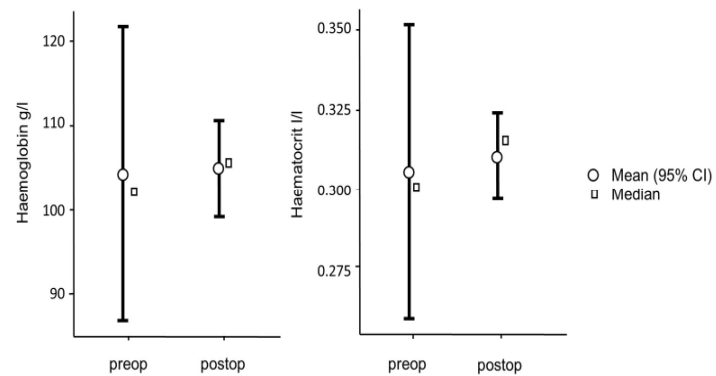 Haemoglobin g/l
120
110
100
90
preop postop
Haematocrit l/l
0.350
0.325
0.300
0.275
preop postop
Mean (95% CI)
Median